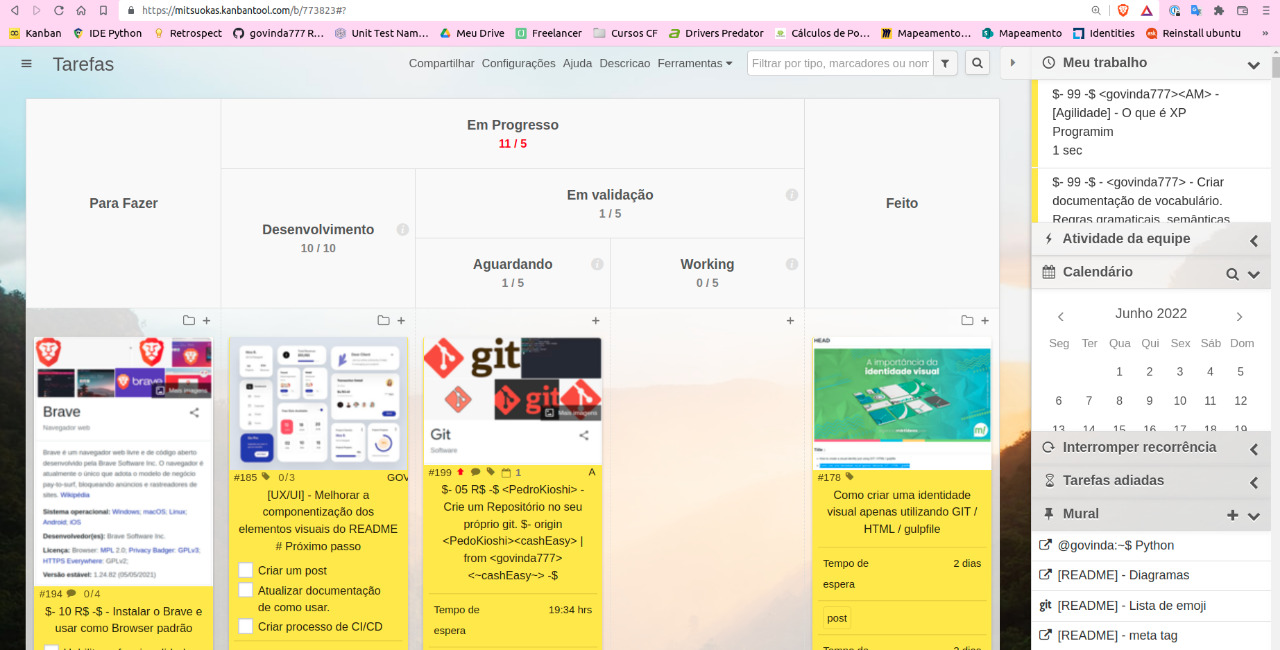 https://mitsuokas.kanbantool.com/b/773823#?
Kanban
IDE Python
Retrospect
govinda777 R...
Unit Test Nam...
Meu Drive
Freelancer
Cursos CF
Drivers Predator
Cálculos de Po...
Mapeamento...
Mapeamento
Identities
Reinstall ubuntu
»
Tarefas
Compartilhar Configurações Ajuda Descricao Ferramentas
Filtrar por tipo, marcadores ou nom
Para Fazer
Em Progresso
11 / 5
Desenvolvimento
10 / 10
Em validação
1 / 5
Aguardando
1 / 5
Working
0 / 5
Feito
Mais imagens
Brave
Navegador web
Brave é um navegador web livre e de código aberto
desenvolvido pela Brave Software Inc. O navegador é
atualmente o único que adota o modelo de negócio
pay-to-surf, bloqueando anúncios e rastreadores de
sites. Wikipédia
Sistema operacional: Windows; macOS; Linux;
Android; iOS
Desenvolvedor(es): Brave Software Inc.
Licença: Browser: MPL 2.0; Privacy Badger: GPLv3;
HTTPS Everywhere: GPLv2;
Versão estável: 1.24.82 (05/05/2021)
#194 0/4
$- 10 R$ -$ - Instalar o Brave e
usar como Browser padrão
#185 0/3 GOV
[UX/UI] - Melhorar a
componentização dos
elementos visuais do README
# Próximo passo
Criar um post
Atualizar documentação
de como usar.
Criar processo de CI/CD
git
git
Mais imagens
Git
Software
#199 1 A
$- 05 R$ -$ <PedroKioshi> -
Crie um Repositório no seu
próprio git. $- origin
<PedoKioshi><cashEasy> |
from <govinda777>
<~cashEasy~> -$
Tempo de
espera
19:34 hrs
HEAD
A importância da
identidade visual
Title :
#178
Como criar uma identidade
visual apenas utilizando GIT /
HTML / gulpfile
Tempo de
espera
2 dias
post
Meu trabalho
$- 99 -$ <govinda777><AM> -
[Agilidade] - O que é XP
Programim
1 sec
$- 99 -$ - <govinda777> - Criar
documentação de vocabulário.
Regras gramaticais, semânticas
Atividade da equipe
Calendário
Junho 2022
Seg Ter Qua Qui Sex Sáb Dom
1 2 3 4 5
6 7 8 9 10 11 12
13 14 15 16 17 18 19
Interromper recorrência
Tarefas adiadas
Mural
@govinda:~$ Python
[README] - Diagramas
git [README] - Lista de emoji
[README] - meta tag